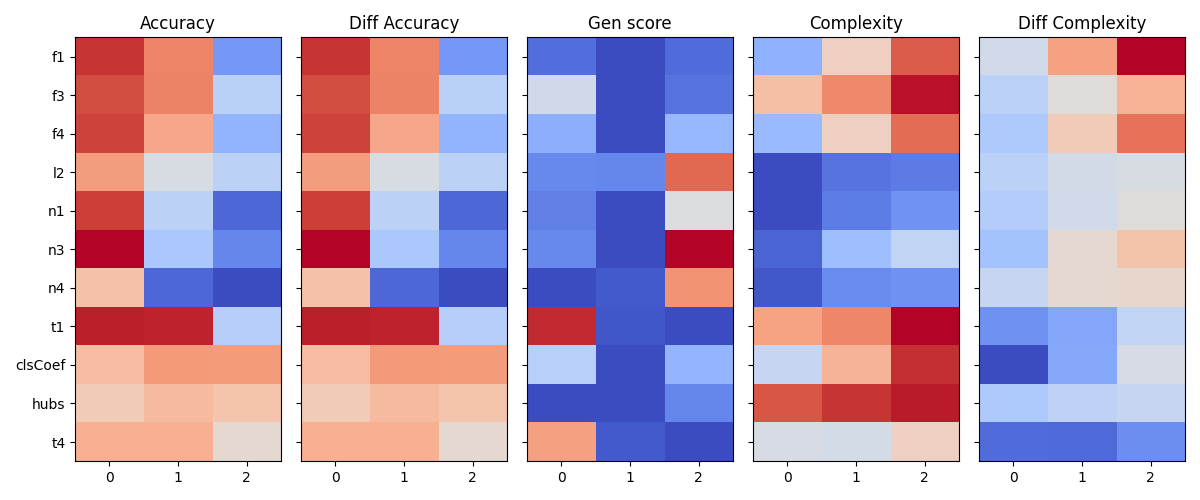 Accuracy Diff Accuracy Gen score Complexity Diff Complexity
f1
f3
f4
l2
n1
n3
n4
t1
clsCoef
hubs
t4
0 1 2 0 1 2 0 1 2 0 1 2 0 1 2